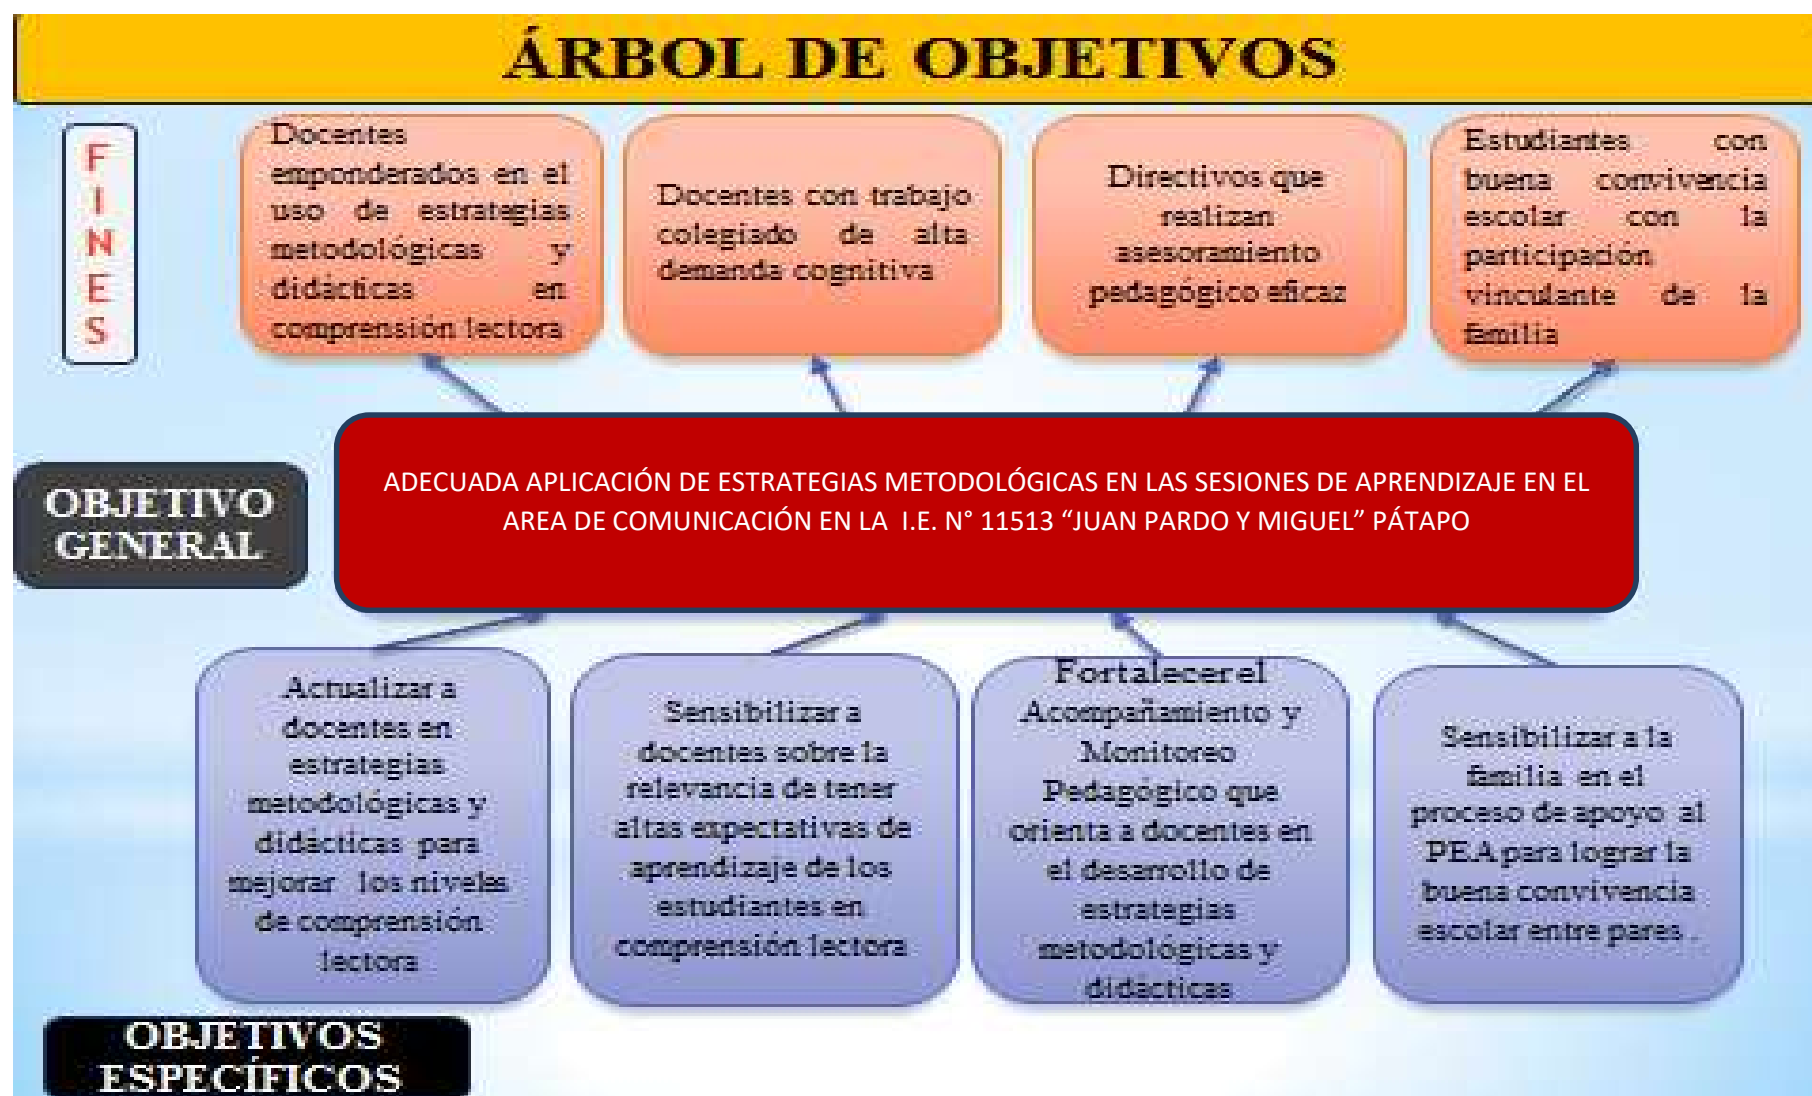 ÁRBOL DE OBJETIVOS
F
I
N
E
S
Docentes
emponderados en el
uso de estrategias
metodológicas y
didácticas en
comprensión lectora
Docentes con trabajo
colegiado de alta
demanda cognitiva
Directivos que
realizan
asesoramiento
pedagógico eficaz
Estudiantes con
buena convivencia
escolar con la
participación
vinculante de la
familia
OBJETIVO
GENERAL
ADECUADA APLICACIÓN DE ESTRATEGIAS METODOLÓGICAS EN LAS SESIONES DE APRENDIZAJE EN EL
AREA DE COMUNICACIÓN EN LA I.E. N° 11513 “JUAN PARDO Y MIGUEL” PÁTAPO
Actualizar a
docentes en
estrategias
metodológicas y
didácticas para
mejorar los niveles
de comprensión
lectora
Sensibilizar a
docentes sobre la
relevancia de tener
altas expectativas de
aprendizaje de los
estudiantes en
comprensión lectora
Fortalecer el
Acompañamiento y
Monitoreo
Pedagógico que
orienta a docentes en
el desarrollo de
estrategias
metodológicas y
didácticas
Sensibilizar a la
familia en el
proceso de apoyo al
PEA para lograr la
buena convivencia
escolar entre pares .
OBJETIVOS
ESPECÍFICOS